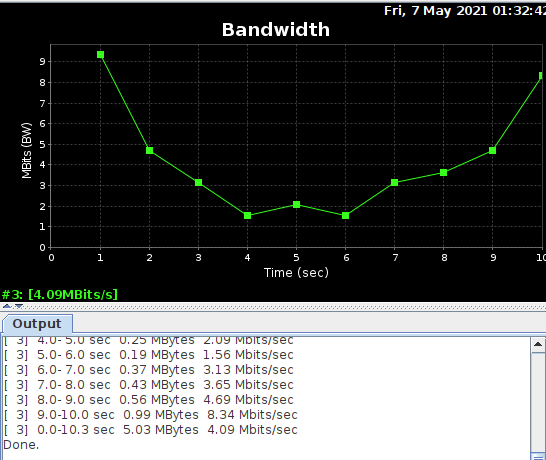 Fri, 7 May 2021 01:32:42
Bandwidth
MBits (BW)
9
8
7
6
5
4
3
2
1
0
0 1 2 3 4 5 6 7 8 9 10
Time (sec)
#3: [4.09MBits/s]
Output
[ 3] 4.0- 5.0 sec 0.25 MBytes 2.09 Mbits/sec
[ 3] 5.0- 6.0 sec 0.19 MBytes 1.56 Mbits/sec
[ 3] 6.0- 7.0 sec 0.37 MBytes 3.13 Mbits/sec
[ 3] 7.0- 8.0 sec 0.43 MBytes 3.65 Mbits/sec
[ 3] 8.0- 9.0 sec 0.56 MBytes 4.69 Mbits/sec
[ 3] 9.0-10.0 sec 0.99 MBytes 8.34 Mbits/sec
[ 3] 0.0-10.3 sec 5.03 MBytes 4.09 Mbits/sec
Done.